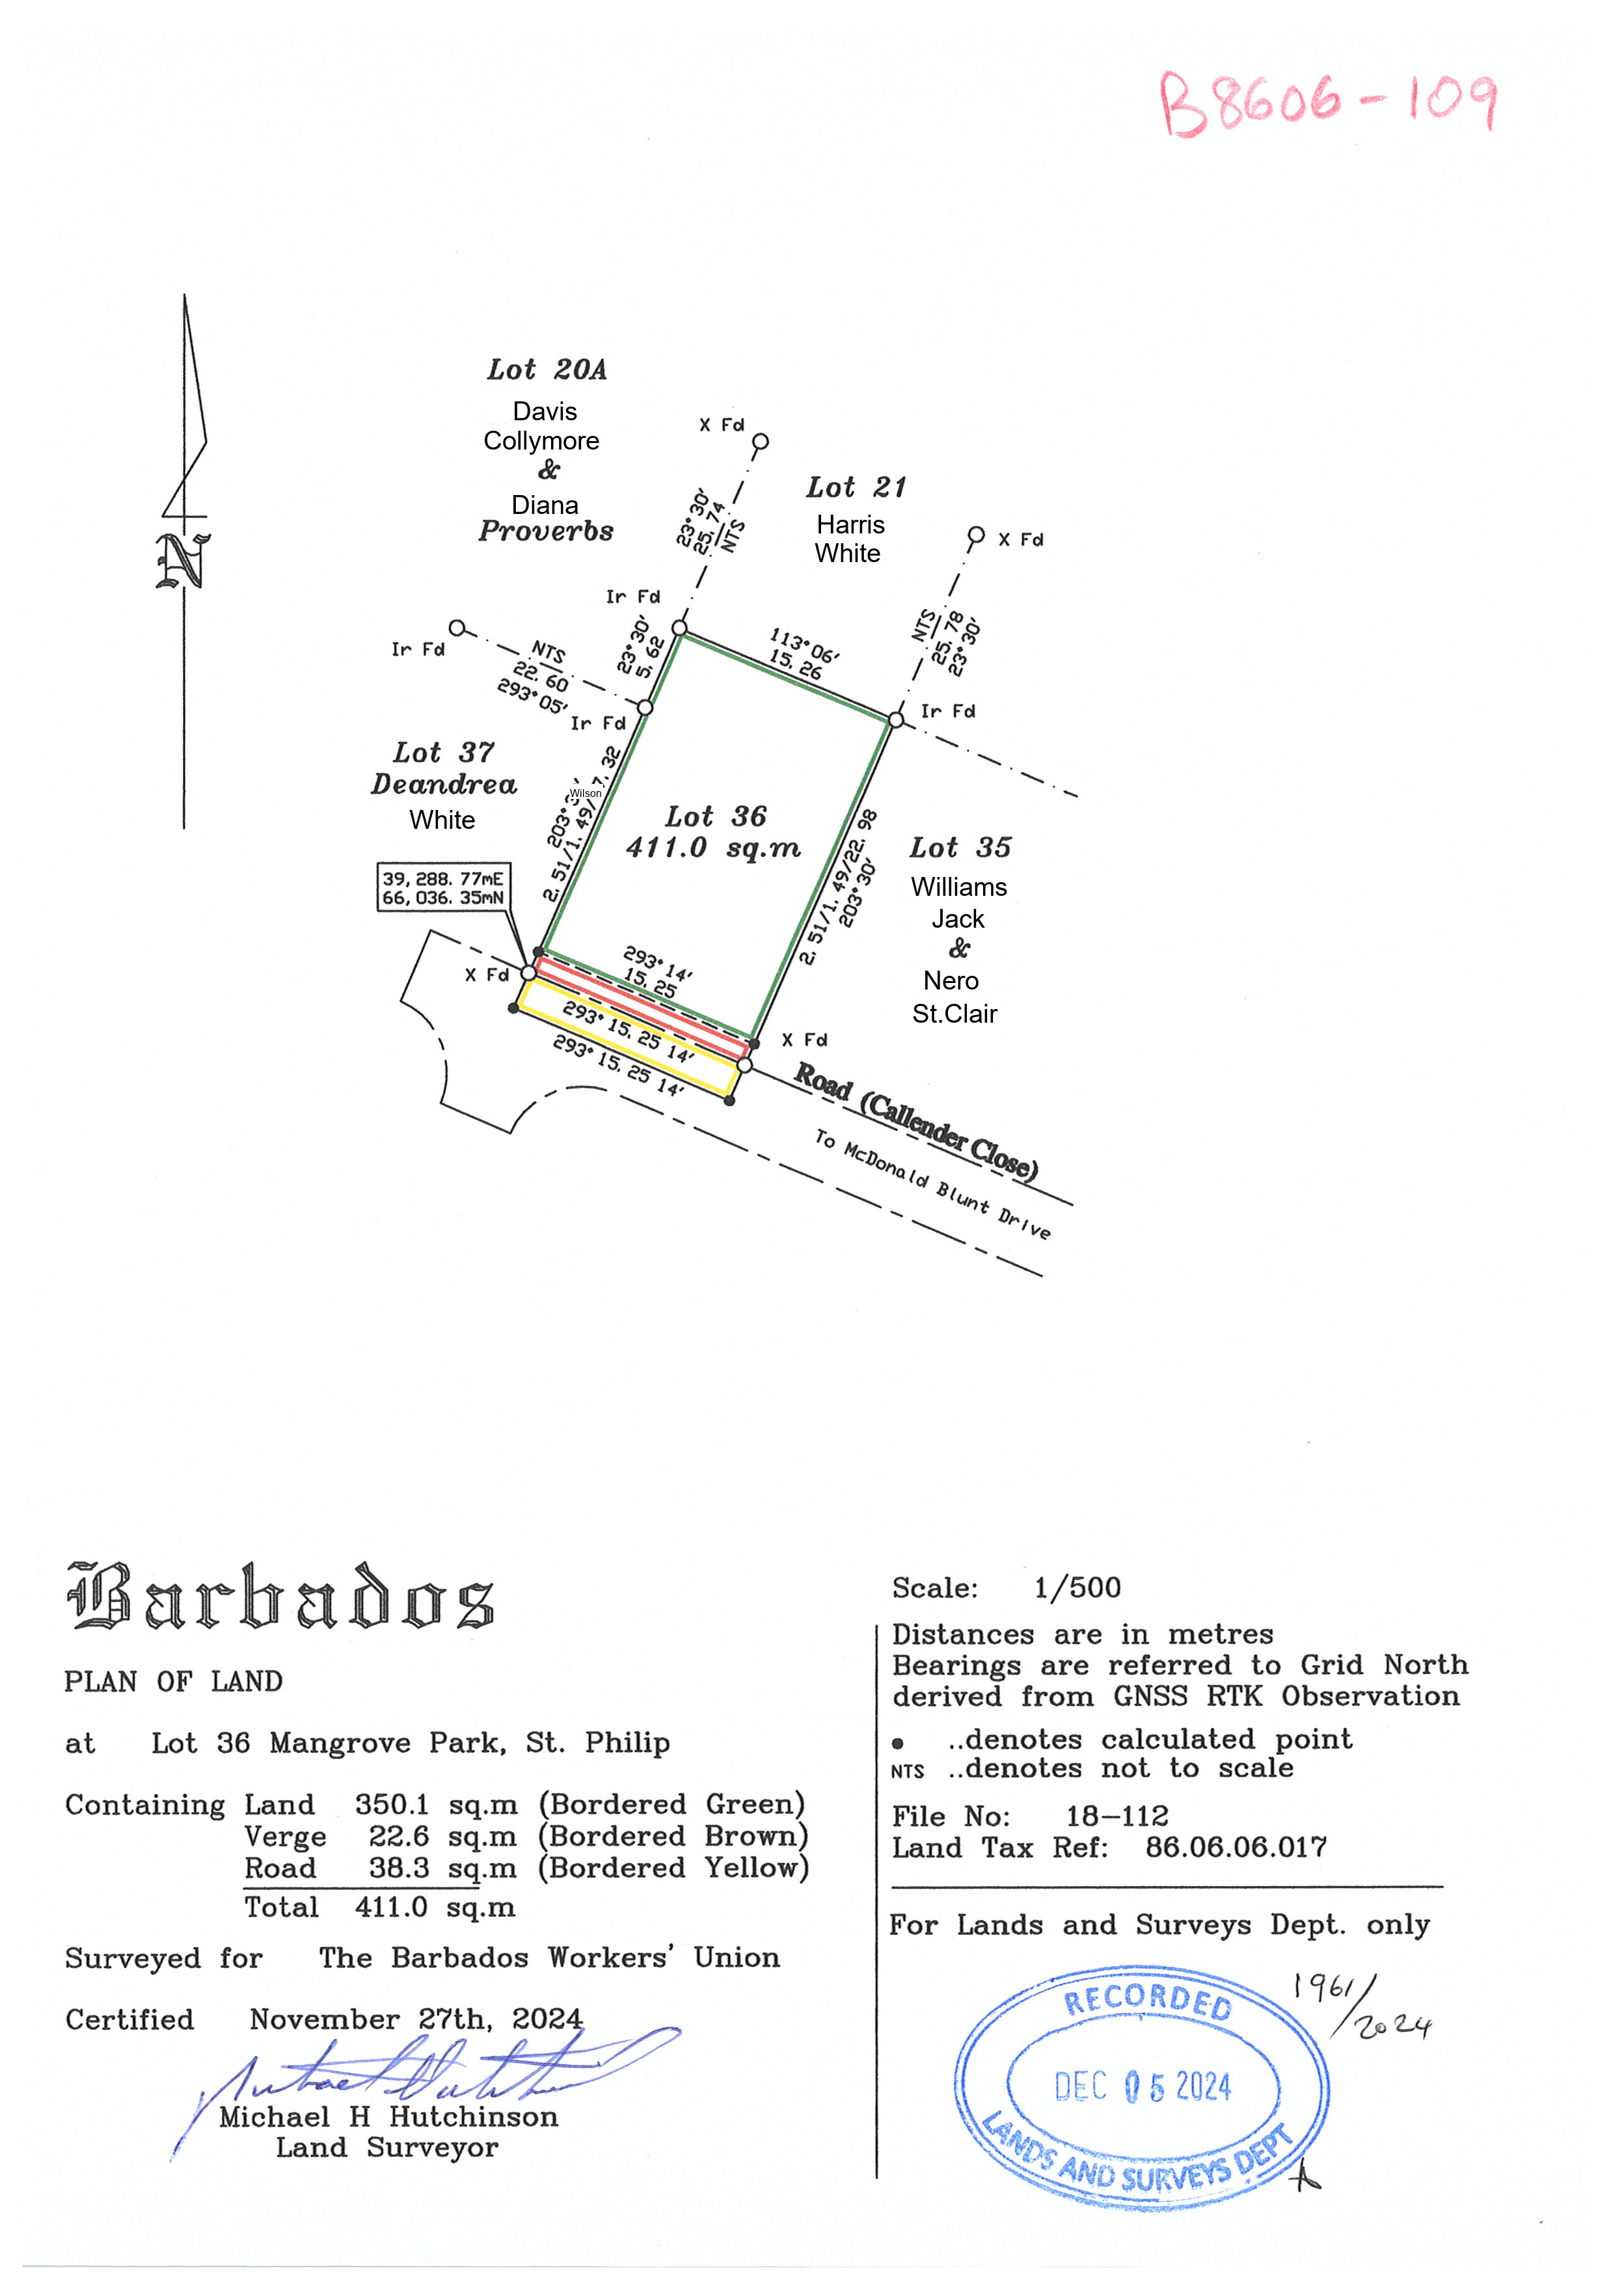 B8606-109
Lot 20A
Davis
Collymore
&
Diana
Proverbs
X Fd
23°30'
25.74
NTS
Lot 21
Harris
White
X Fd
NTS
25.78
23°30'
Ir Fd
23°30'
5.62
113°06'
15.26
Ir Fd
NTS
22.60
293°05'
Ir Fd
Ir Fd
Lot 37
Deandrea
White
Wilson
Lot 36
411.0 sq.m
2.51/1.49/22.98
203°30'
Lot 35
Williams
Jack
&
Nero
St.Clair
39,288.77mE
66,036.35mN
X Fd
293°14'
15.25
293° 15.25 14'
293° 15.25 14'
X Fd
Road (Callender Close)
To McDonald Blunt Drive
N
Barbados
PLAN OF LAND
at Lot 36 Mangrove Park, St. Philip
Containing Land 350.1 sq.m (Bordered Green)
Verge 22.6 sq.m (Bordered Brown)
Road 38.3 sq.m (Bordered Yellow)
Total 411.0 sq.m
Surveyed for The Barbados Workers' Union
Certified November 27th, 2024
Michael H Hutchinson
Land Surveyor
Scale: 1/500
Distances are in metres
Bearings are referred to Grid North
derived from GNSS RTK Observation
● ..denotes calculated point
NTS ..denotes not to scale
File No: 18-112
Land Tax Ref: 86.06.06.017
For Lands and Surveys Dept. only
RECORDED
DEC 05 2024
LANDS AND SURVEYS DEPT
1961/
2024